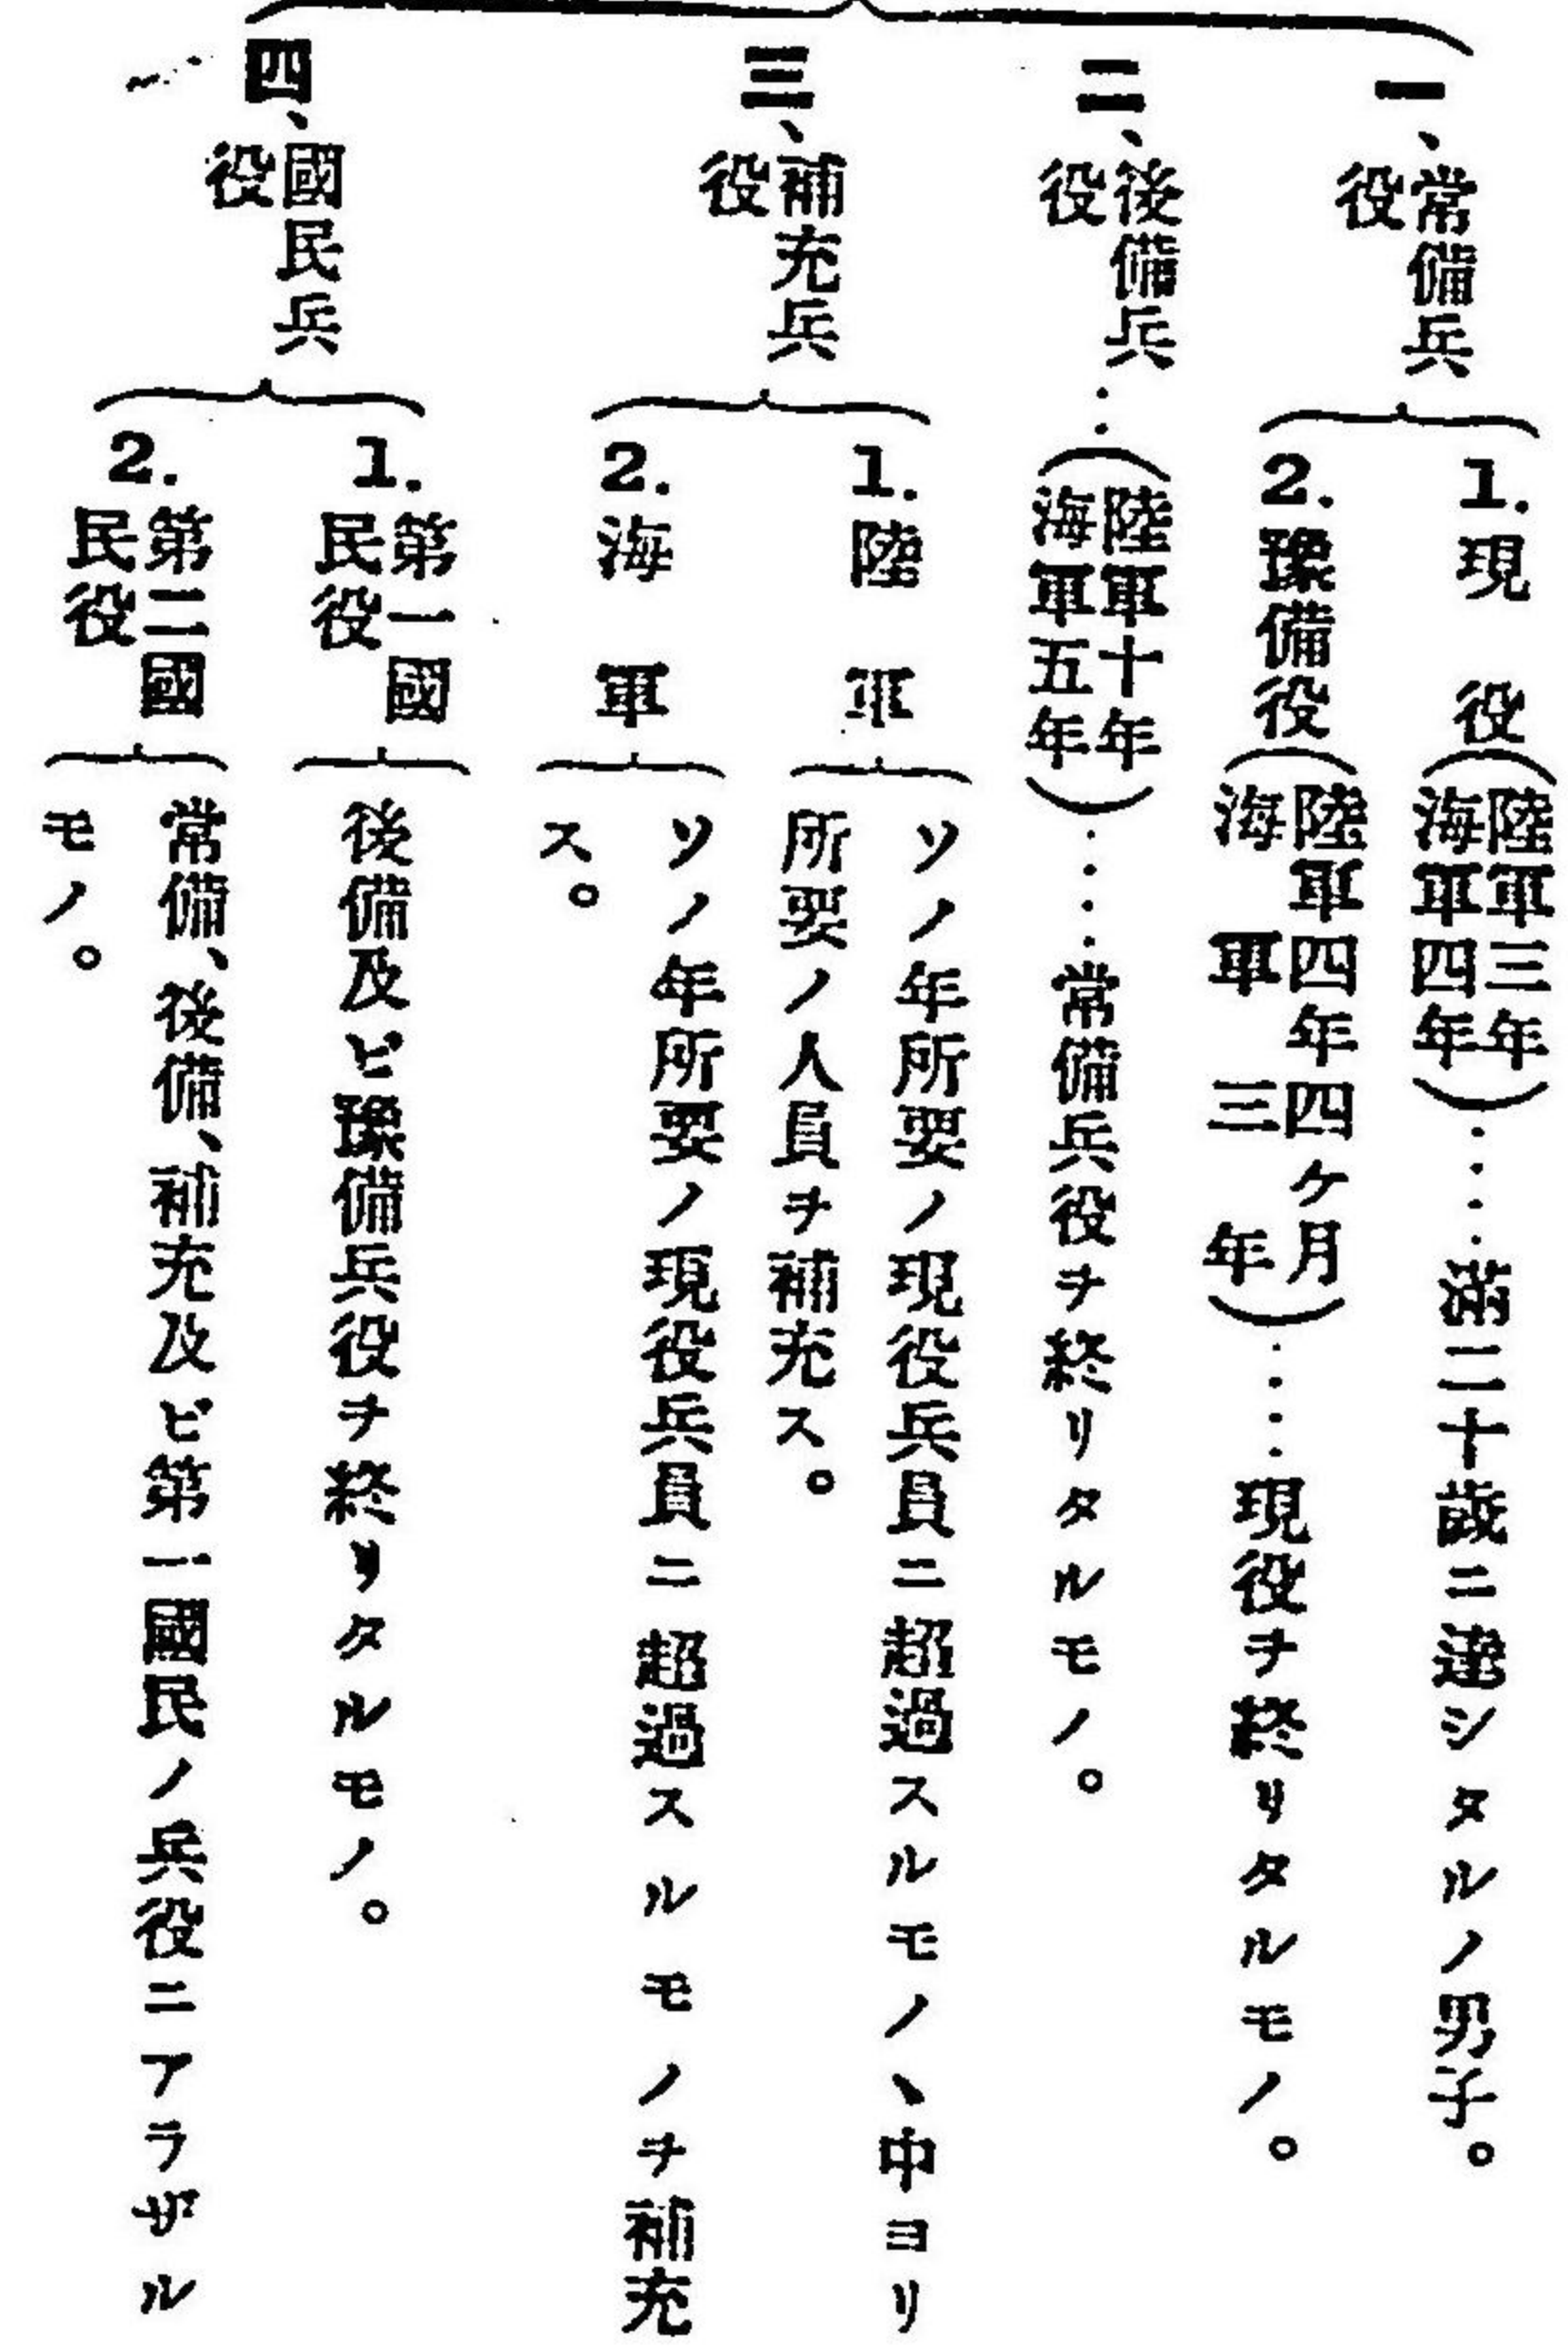 一、常備兵役
1.現役(陸軍三年海軍四年)……滿二十歲ニ達シタルノ男子。
2.豫備役(陸軍四年四ヶ月海軍三年)……現役ヲ終リタルモノ。
二、後備兵役……(陸軍十年海軍五年)……常備兵役ヲ終リタルモノ。
三、補充兵役
1.陸軍
ソノ年所要ノ現役兵員ニ超過スルモノヽ中ヨリ
所要ノ人員ヲ補充ス。
2.海軍
ソノ年所要ノ現役兵員ニ超過スルモノヲ補充
ス。
四、國民兵役
1.第一國民役
後備及ビ豫備兵役ヲ終リタルモノ。
2.第二國民役
常備、後備、補充及ビ第一國民ノ兵役ニアラザル
モノ。